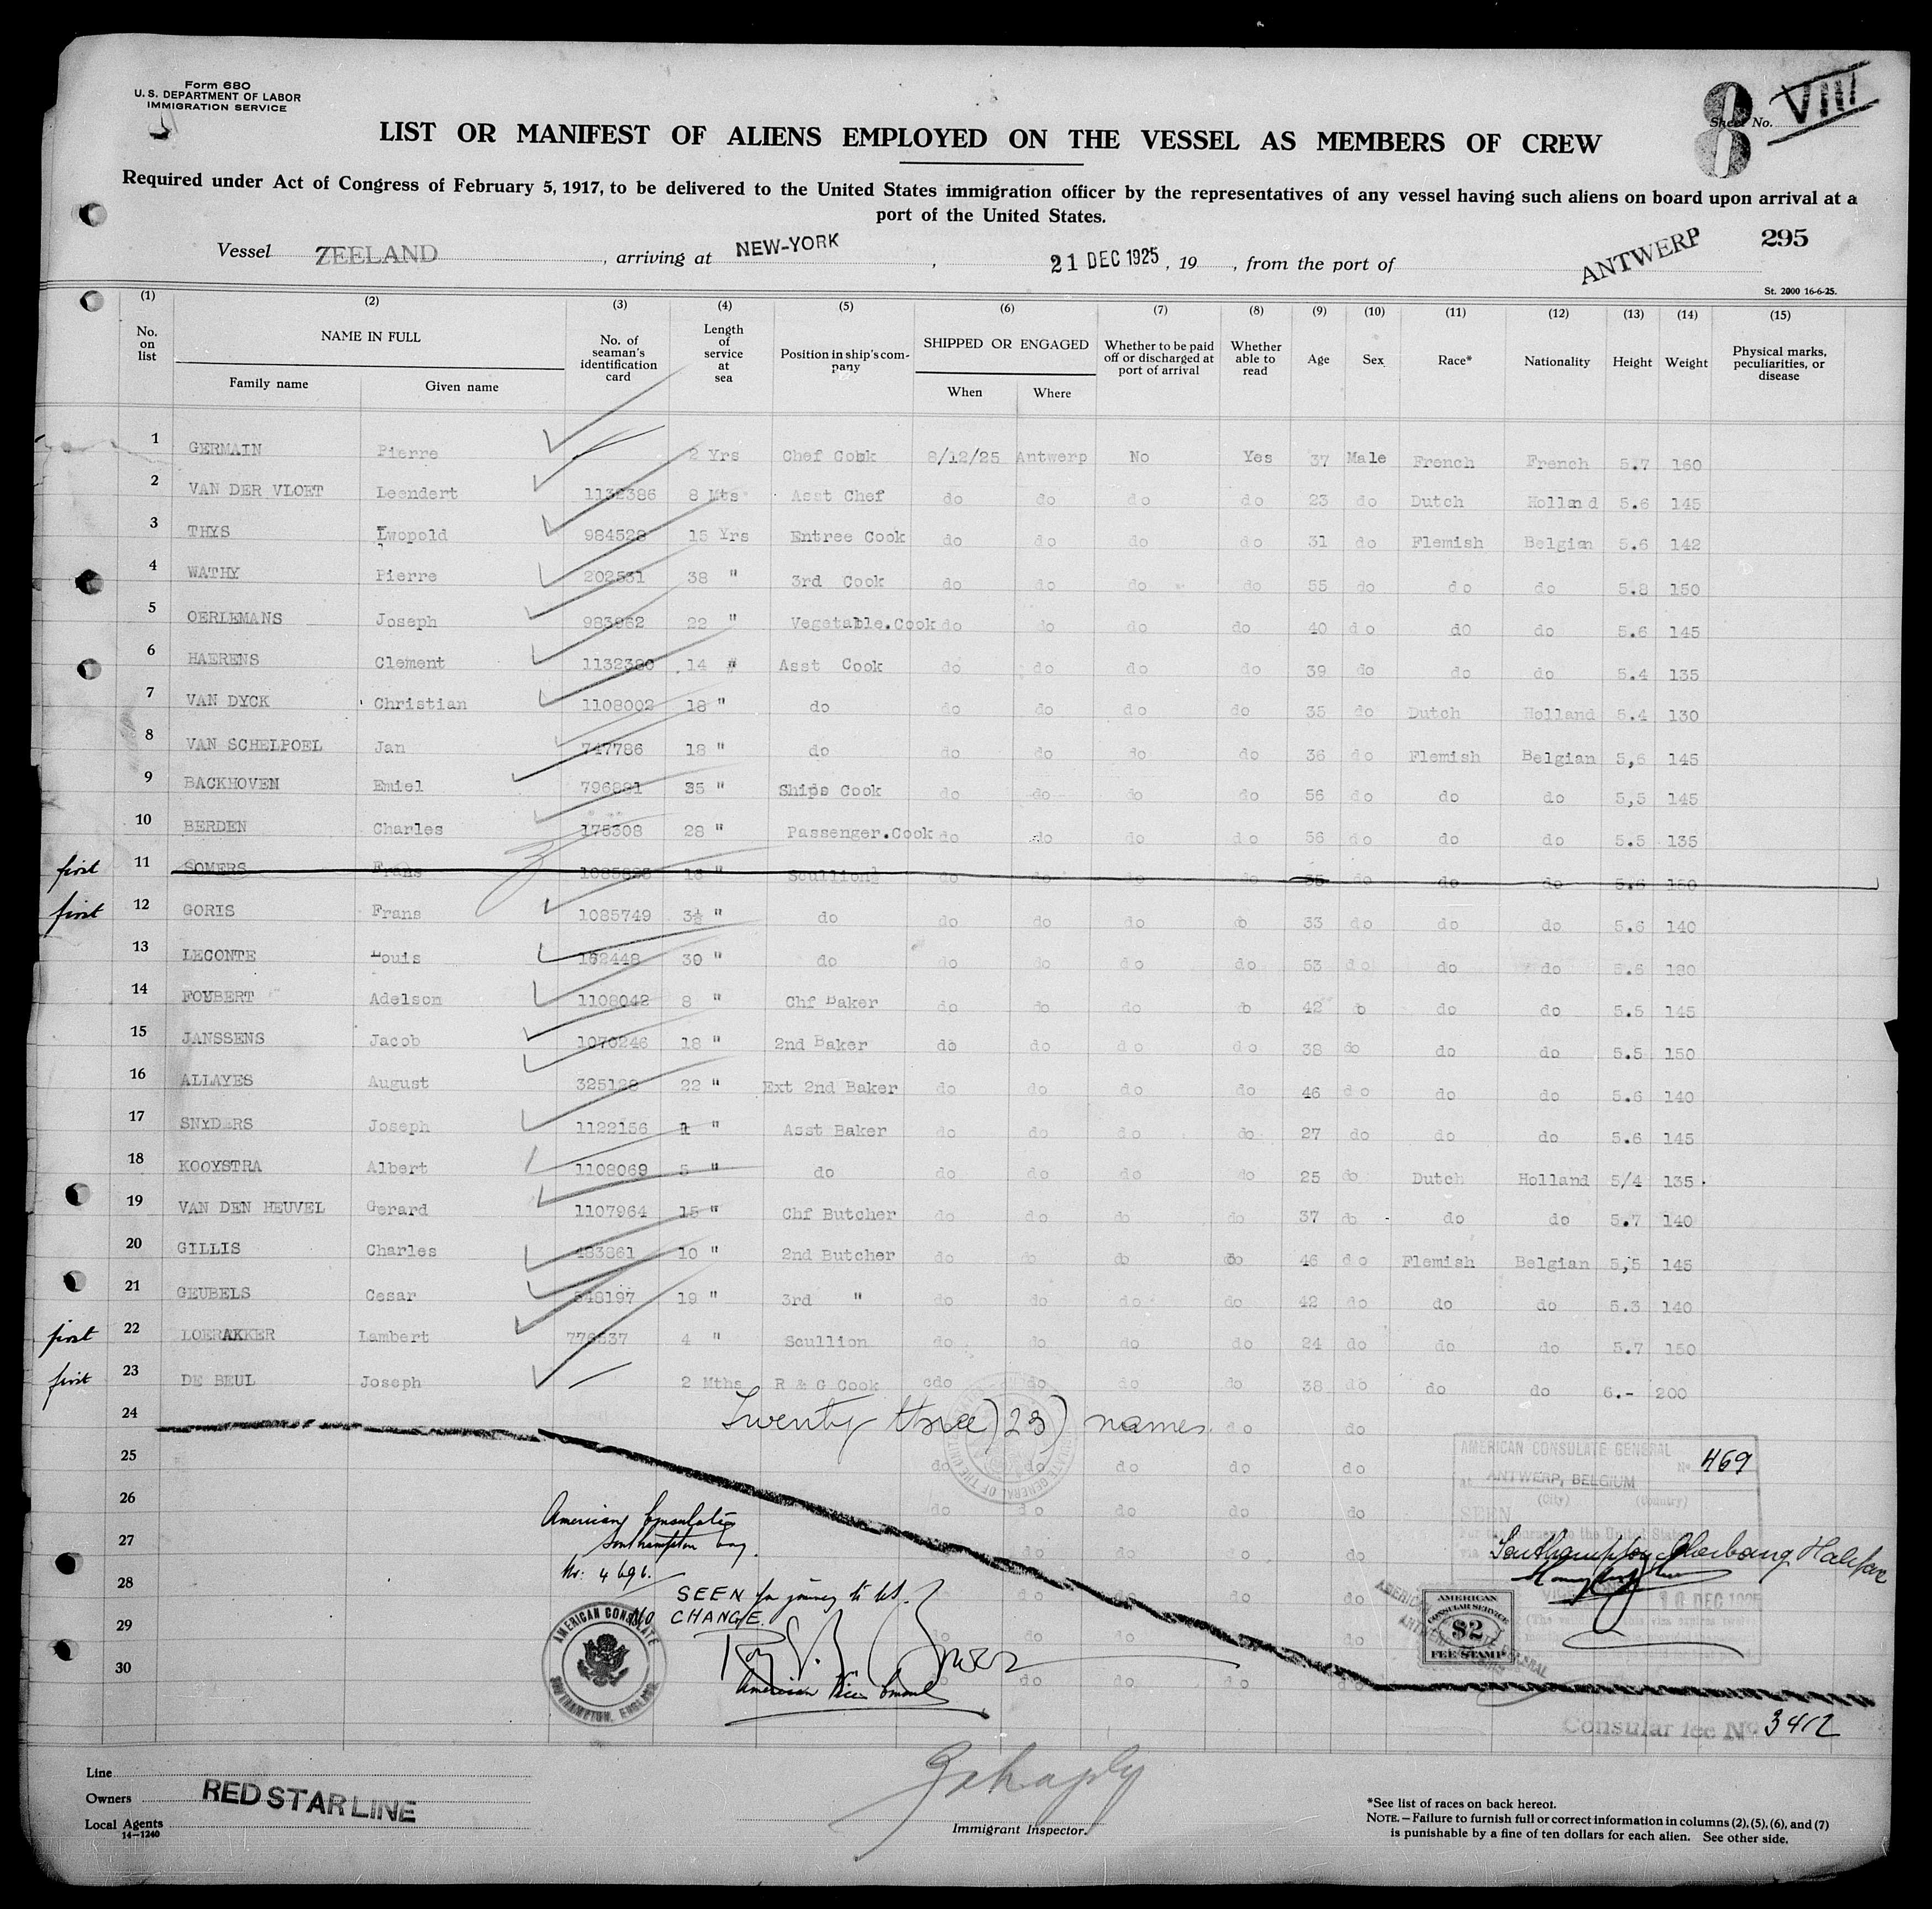 Form 680
U. S. DEPARTMENT OF LABOR
IMMIGRATION SERVICE
8
Sheet No. VIII
LIST OR MANIFEST OF ALIENS EMPLOYED ON THE VESSEL AS MEMBERS OF CREW
Required under Act of Congress of February 5, 1917, to be delivered to the United States immigration officer by the representatives of any vessel having such aliens on board upon arrival at a
port of the United States.
Vessel ZEELAND, arriving at NEW-YORK, 21 DEC 1925, 19, from the port of ANTWERP 295
St. 2000 16-6-25.
(1) (2) (3) (4) (5) (6) (7) (8) (9) (10) (11) (12) (13) (14) (15)
No. on list NAME IN FULL No. of seaman's identification card Length of service at sea Position in ship's company SHIPPED OR ENGAGED Whether to be paid off or discharged at port of arrival Whether able to read Age Sex Race* Nationality Height Weight Physical marks, peculiarities, or disease
Family name Given name When Where
1 GERMAIN Pierre 2 Yrs Chef Cook 8/12/25 Antwerp No Yes 37 Male French French 5.7 160
2 VAN DER VLOET Leendert 1132386 8 Mts Asst Chef do do do do 23 do Dutch Holland 5.6 145
3 THYS Lwopold 984528 15 Yrs Entree Cook do do do do 31 do Flemish Belgian 5.6 142
4 WATHY Pierre 202531 38 " 3rd Cook do do do do 55 do do do 5.8 150
5 OERLEMANS Joseph 983862 22 " Vegetable.Cook do do do do 40 do do do 5.6 145
6 HAERENS Clement 1132380 14 " Asst Cook do do do do 39 do do do 5.4 135
7 VAN DYCK Christian 1108002 18 " do do do do do 35 do Dutch Holland 5.4 130
8 VAN SCHELPOEL Jan 747786 18 " do do do do do 36 do Flemish Belgian 5,6 145
9 BACKHOVEN Emiel 796891 35 " Ships Cook do do do do 56 do do do 5,5 145
10 BERDEN Charles 175308 28 " Passenger.Cook do do do do 56 do do do 5.5 135
first 11 SOMERS Frans " Scullion do do do do 35 do do do 5.6 150
first 12 GORIS Frans 1085749 3½ " do do do do do 33 do do do 5.6 140
13 LECONTE Louis 162448 30 " do do do do do 53 do do do 5.6 180
14 FOUBERT Adelson 1108042 8 " Chf Baker do do do do 42 do do do 5.5 145
15 JANSSENS Jacob 1070246 18 " 2nd Baker do do do do 38 do do do 5.5 150
16 ALLAYES August 325128 22 " Ext 2nd Baker do do do do 46 do do do 5.6 140
17 SNYDERS Joseph 1122156 1 " Asst Baker do do do do 27 do do do 5.6 145
18 KOOYSTRA Albert 1108069 5 " do do do do do 25 do Dutch Holland 5/4 135
19 VAN DEN HEUVEL Gerard 1107964 15 " Chf Butcher do do do do 37 do do do 5.7 140
20 GILLIS Charles 483861 10 " 2nd Butcher do do do do 46 do Flemish Belgian 5,5 145
21 GEUBELS Cesar 548197 19 " 3rd " do do do do 42 do do do 5.3 140
first 22 LOERAKKER Lambert 778837 4 " Scullion do do do do 24 do do do 5.7 150
first 23 DE BEUL Joseph — 2 Mths R & G Cook do do do do 38 do do do 6.- 200
24 Twenty three (23) names. do do
25 do do do do do
26 do do do do do
27 do do do do
28 do do do do
29 do do do do
30 do do do do
AMERICAN CONSULATE GENERAL No. 469
at ANTWERP, BELGIUM
(City) (Country)
SEEN
For the journey to the United States
via Southampton, Cherbourg Halifax
10 DEC 1925
AMERICAN
CONSULAR SERVICE
$2
FEE STAMP
American Consulate
Southampton Eng.
No: 4696.
SEEN for journey to U.S.
No CHANGE.
American Vice Consul
AMERICAN CONSULATE
SOUTHAMPTON, ENGLAND
Consular fee No 3412
Line
Owners RED STAR LINE
Local Agents
14-1240
Immigrant Inspector.
*See list of races on back hereof.
NOTE.—Failure to furnish full or correct information in columns (2), (5), (6), and (7)
is punishable by a fine of ten dollars for each alien. See other side.